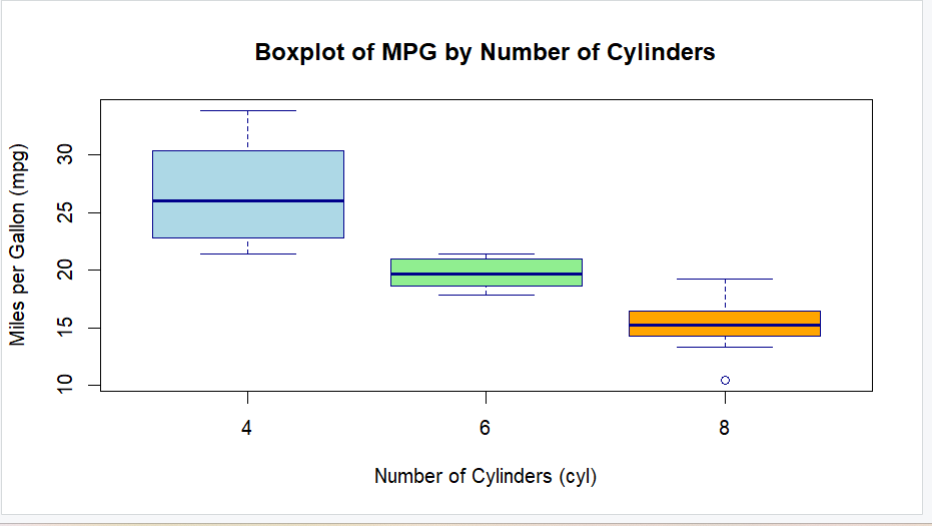 Boxplot of MPG by Number of Cylinders
Miles per Gallon (mpg)
30
25
20
15
10
4 6 8
Number of Cylinders (cyl)